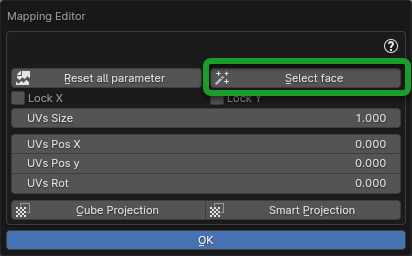 Mapping Editor
?
Reset all parameter Select face
Lock X Lock Y
UVs Size 1.000
UVs Pos X 0.000
UVs Pos y 0.000
UVs Rot 0.000
Cube Projection Smart Projection
OK